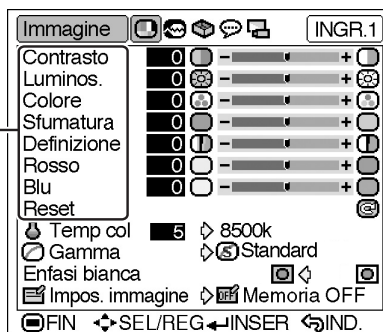 Immagine INGR.1
Contrasto 0 - +
Luminos. 0 - +
Colore 0 - +
Sfumatura 0 - +
Definizione 0 - +
Rosso 0 - +
Blu 0 - +
Reset
Temp col 5 8500k
Gamma S Standard
Enfasi bianca
Impos. immagine OFF Memoria OFF
FIN SEL/REG INSER IND.